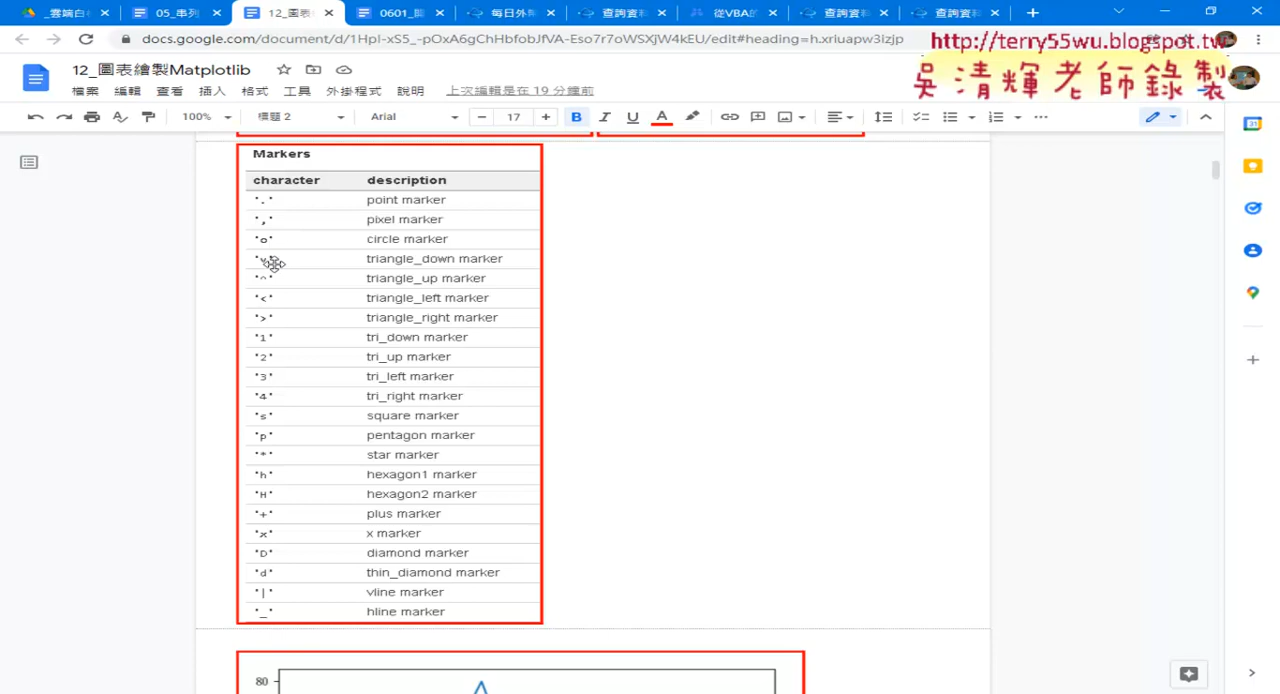 _雲端白
05_串列
12_圖表
0601_
每日外
查詢資料
從VBA的
查詢資料
查詢資料
docs.google.com/document/d/1HpI-xS5_-pOxA6gChHbfobJfVA-Eso7r7oWSXjW4kEU/edit#heading=h.xriuapw3lzjp
http://terry55wu.blogspot.tw
吳清輝老師錄製
12_圖表繪製Matplotlib
檔案 編輯 查看 插入 格式 工具 外掛程式 說明 上次編輯是在 19 分鐘前
100% 標題 2 Arial 17 B I U A
Markers
character description
'.' point marker
',' pixel marker
'o' circle marker
'v' triangle_down marker
'^' triangle_up marker
'<' triangle_left marker
'>' triangle_right marker
'1' tri_down marker
'2' tri_up marker
'3' tri_left marker
'4' tri_right marker
's' square marker
'p' pentagon marker
'*' star marker
'h' hexagon1 marker
'H' hexagon2 marker
'+' plus marker
'x' x marker
'D' diamond marker
'd' thin_diamond marker
'|' vline marker
'_' hline marker
80